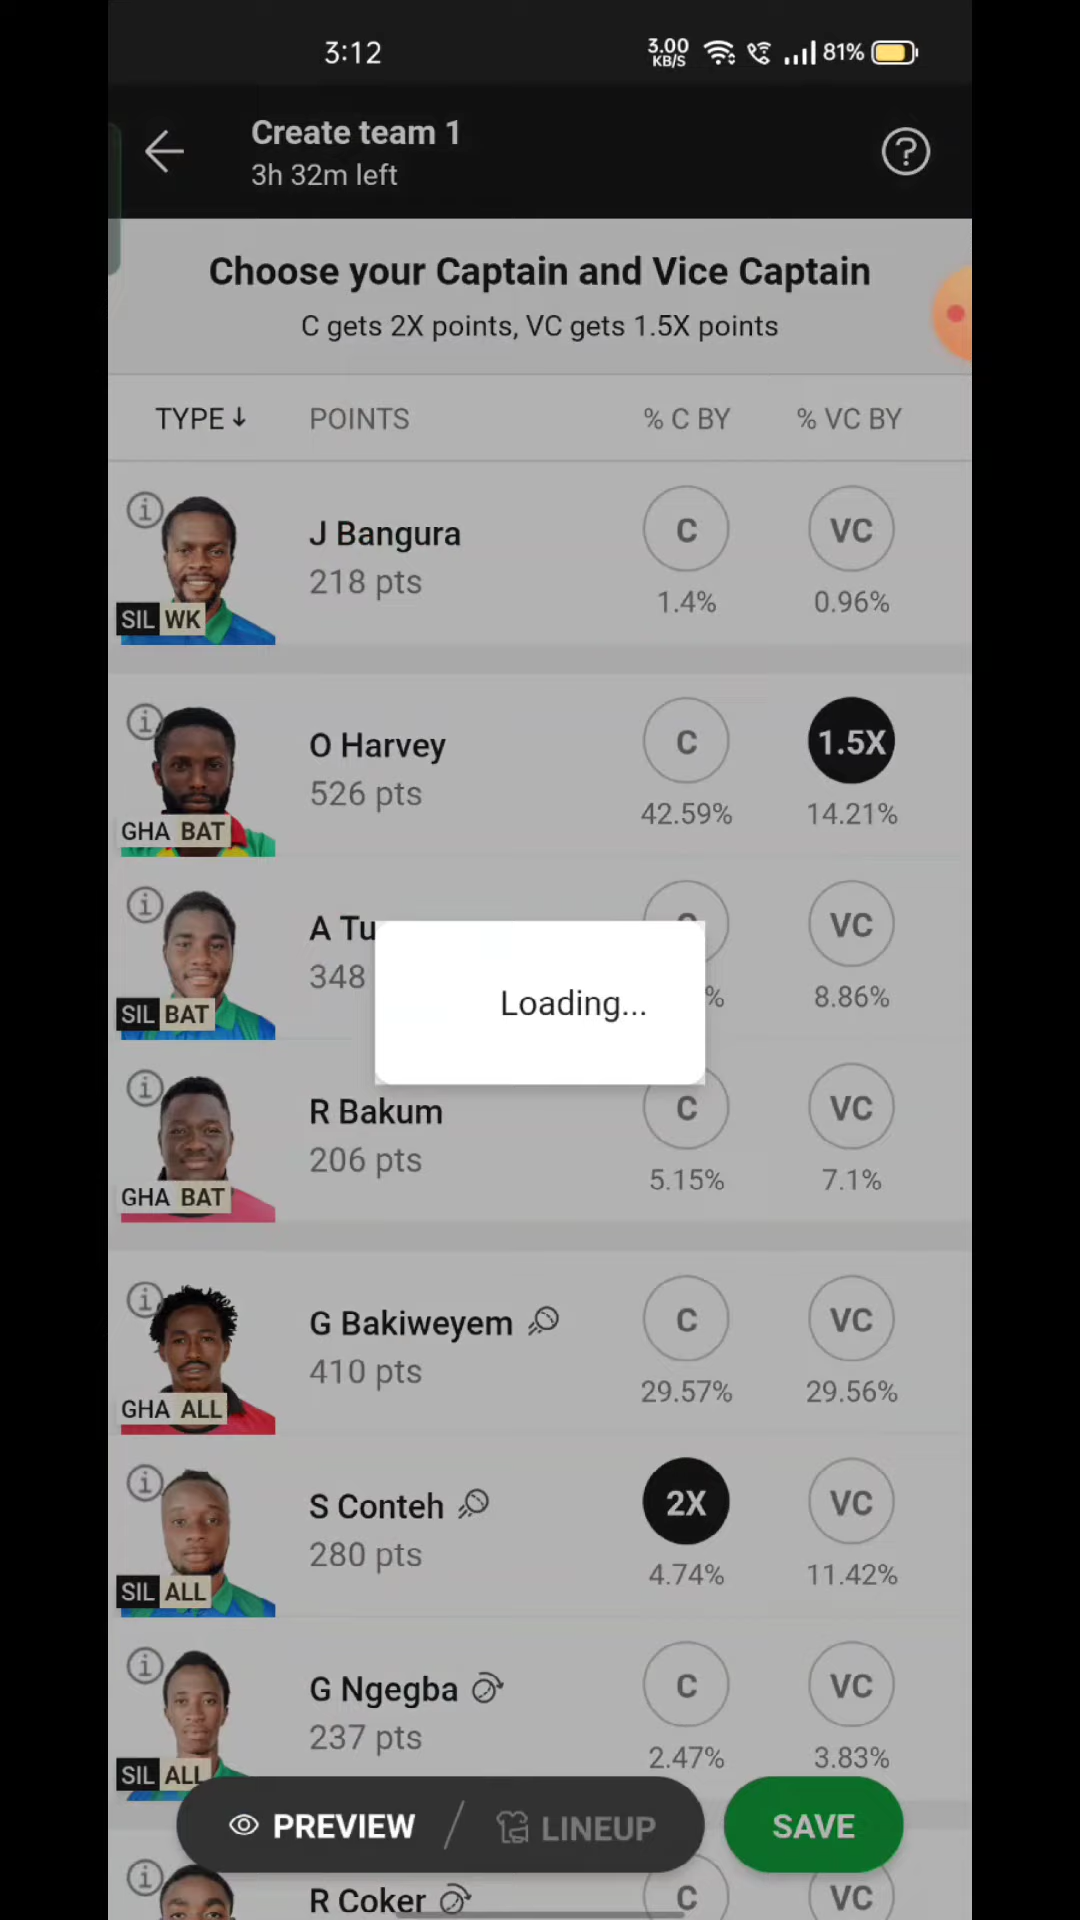 3:12
3.00
KB/S
81%
Create team 1
3h 32m left
?
Choose your Captain and Vice Captain
C gets 2X points, VC gets 1.5X points
TYPE POINTS % C BY % VC BY
i
J Bangura
218 pts
SIL WK
C
1.4%
VC
0.96%
i
O Harvey
526 pts
GHA BAT
C
42.59%
1.5X
14.21%
i
A Tu
348
SIL BAT
%
VC
8.86%
Loading...
i
R Bakum
206 pts
GHA BAT
C
5.15%
VC
7.1%
i
G Bakiweyem
410 pts
GHA ALL
C
29.57%
VC
29.56%
i
S Conteh
280 pts
SIL ALL
2X
4.74%
VC
11.42%
i
G Ngegba
237 pts
SIL ALL
C
2.47%
VC
3.83%
PREVIEW / LINEUP
SAVE
i
R Coker
C
VC